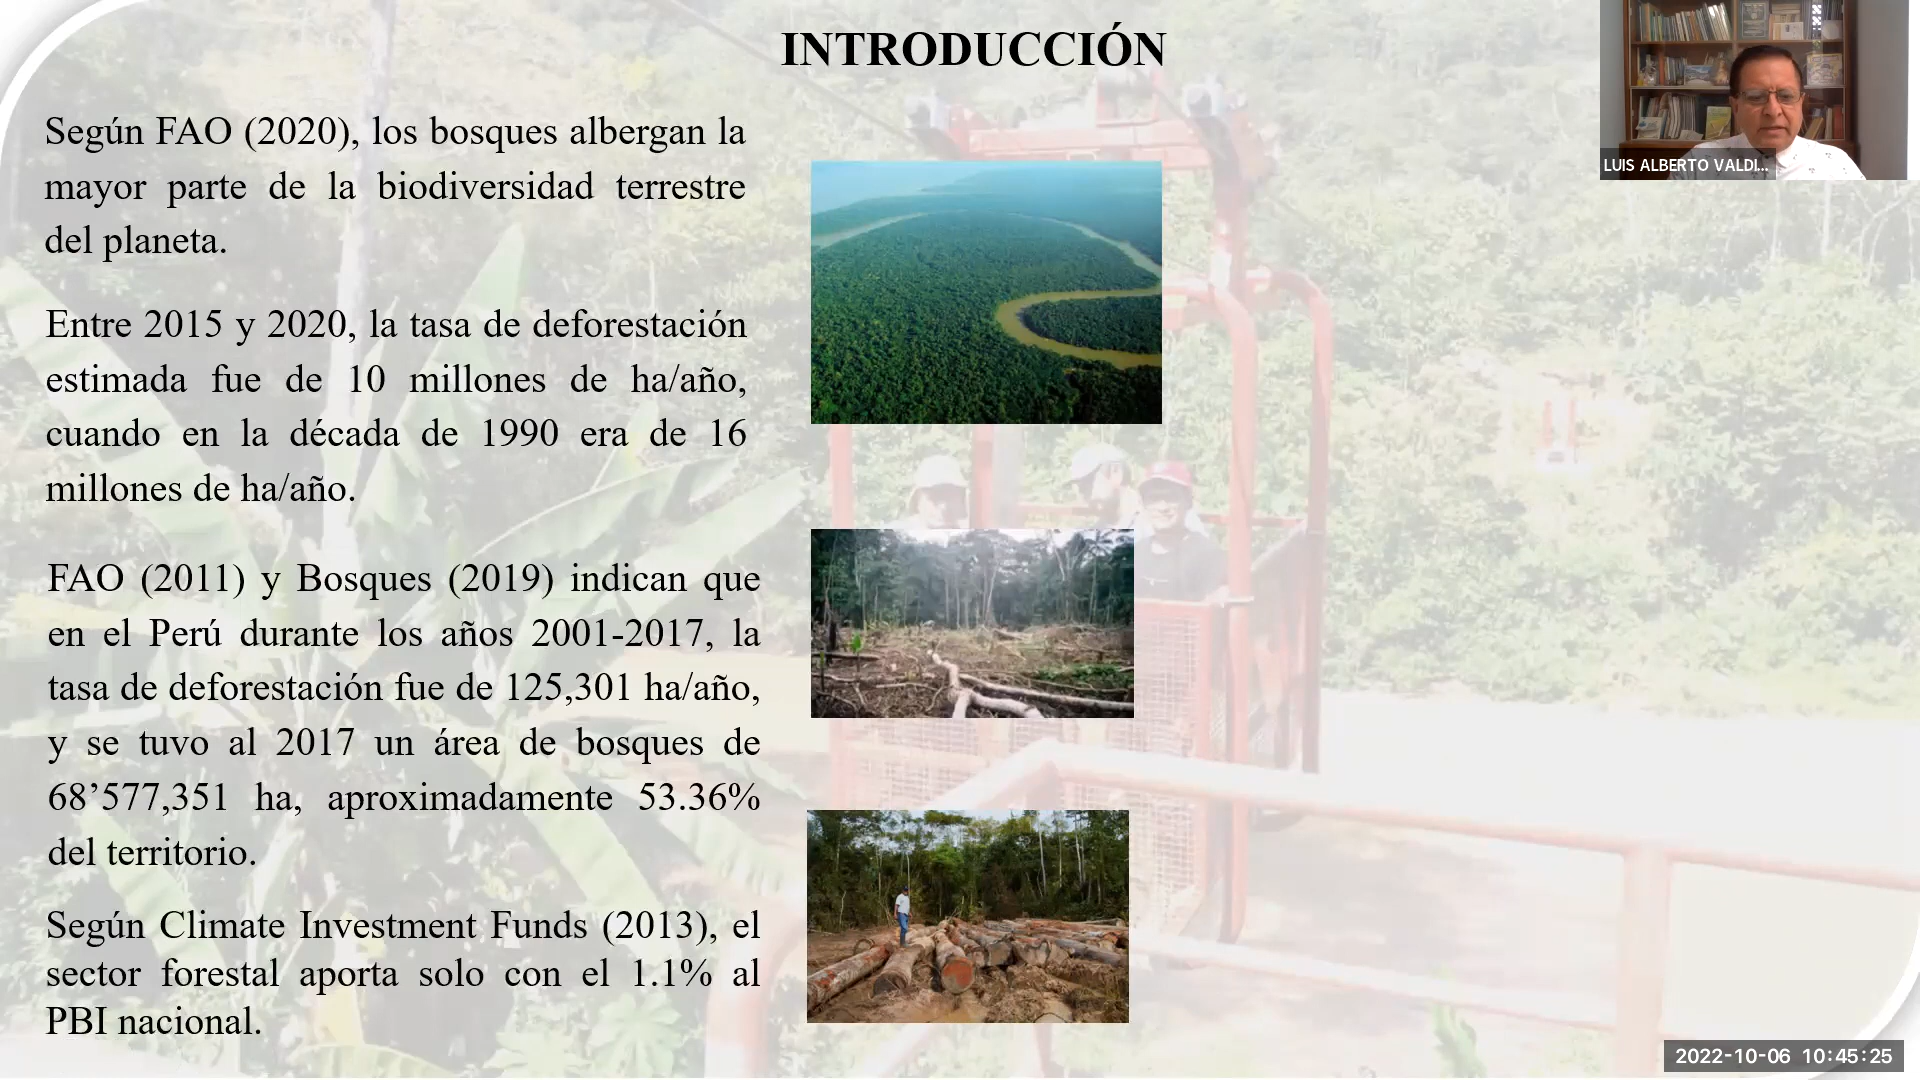 INTRODUCCIÓN
Según FAO (2020), los bosques albergan la
mayor parte de la biodiversidad terrestre
del planeta.
Entre 2015 y 2020, la tasa de deforestación
estimada fue de 10 millones de ha/año,
cuando en la década de 1990 era de 16
millones de ha/año.
FAO (2011) y Bosques (2019) indican que
en el Perú durante los años 2001-2017, la
tasa de deforestación fue de 125,301 ha/año,
y se tuvo al 2017 un área de bosques de
68’577,351 ha, aproximadamente 53.36%
del territorio.
Según Climate Investment Funds (2013), el
sector forestal aporta solo con el 1.1% al
PBI nacional.
LUIS ALBERTO VALDI...
2022-10-06 10:45:25